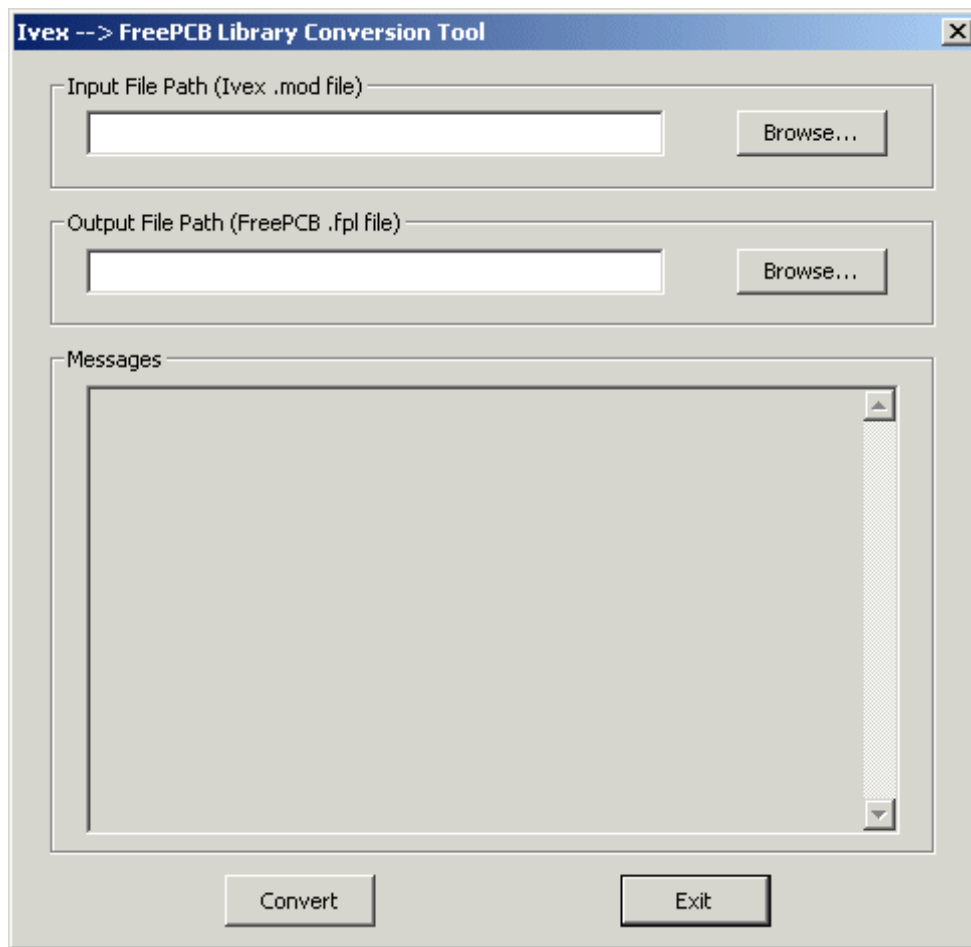 Ivex --> FreePCB Library Conversion Tool
Input File Path (Ivex .mod file)
Browse...
Output File Path (FreePCB .fpl file)
Browse...
Messages
Convert Exit